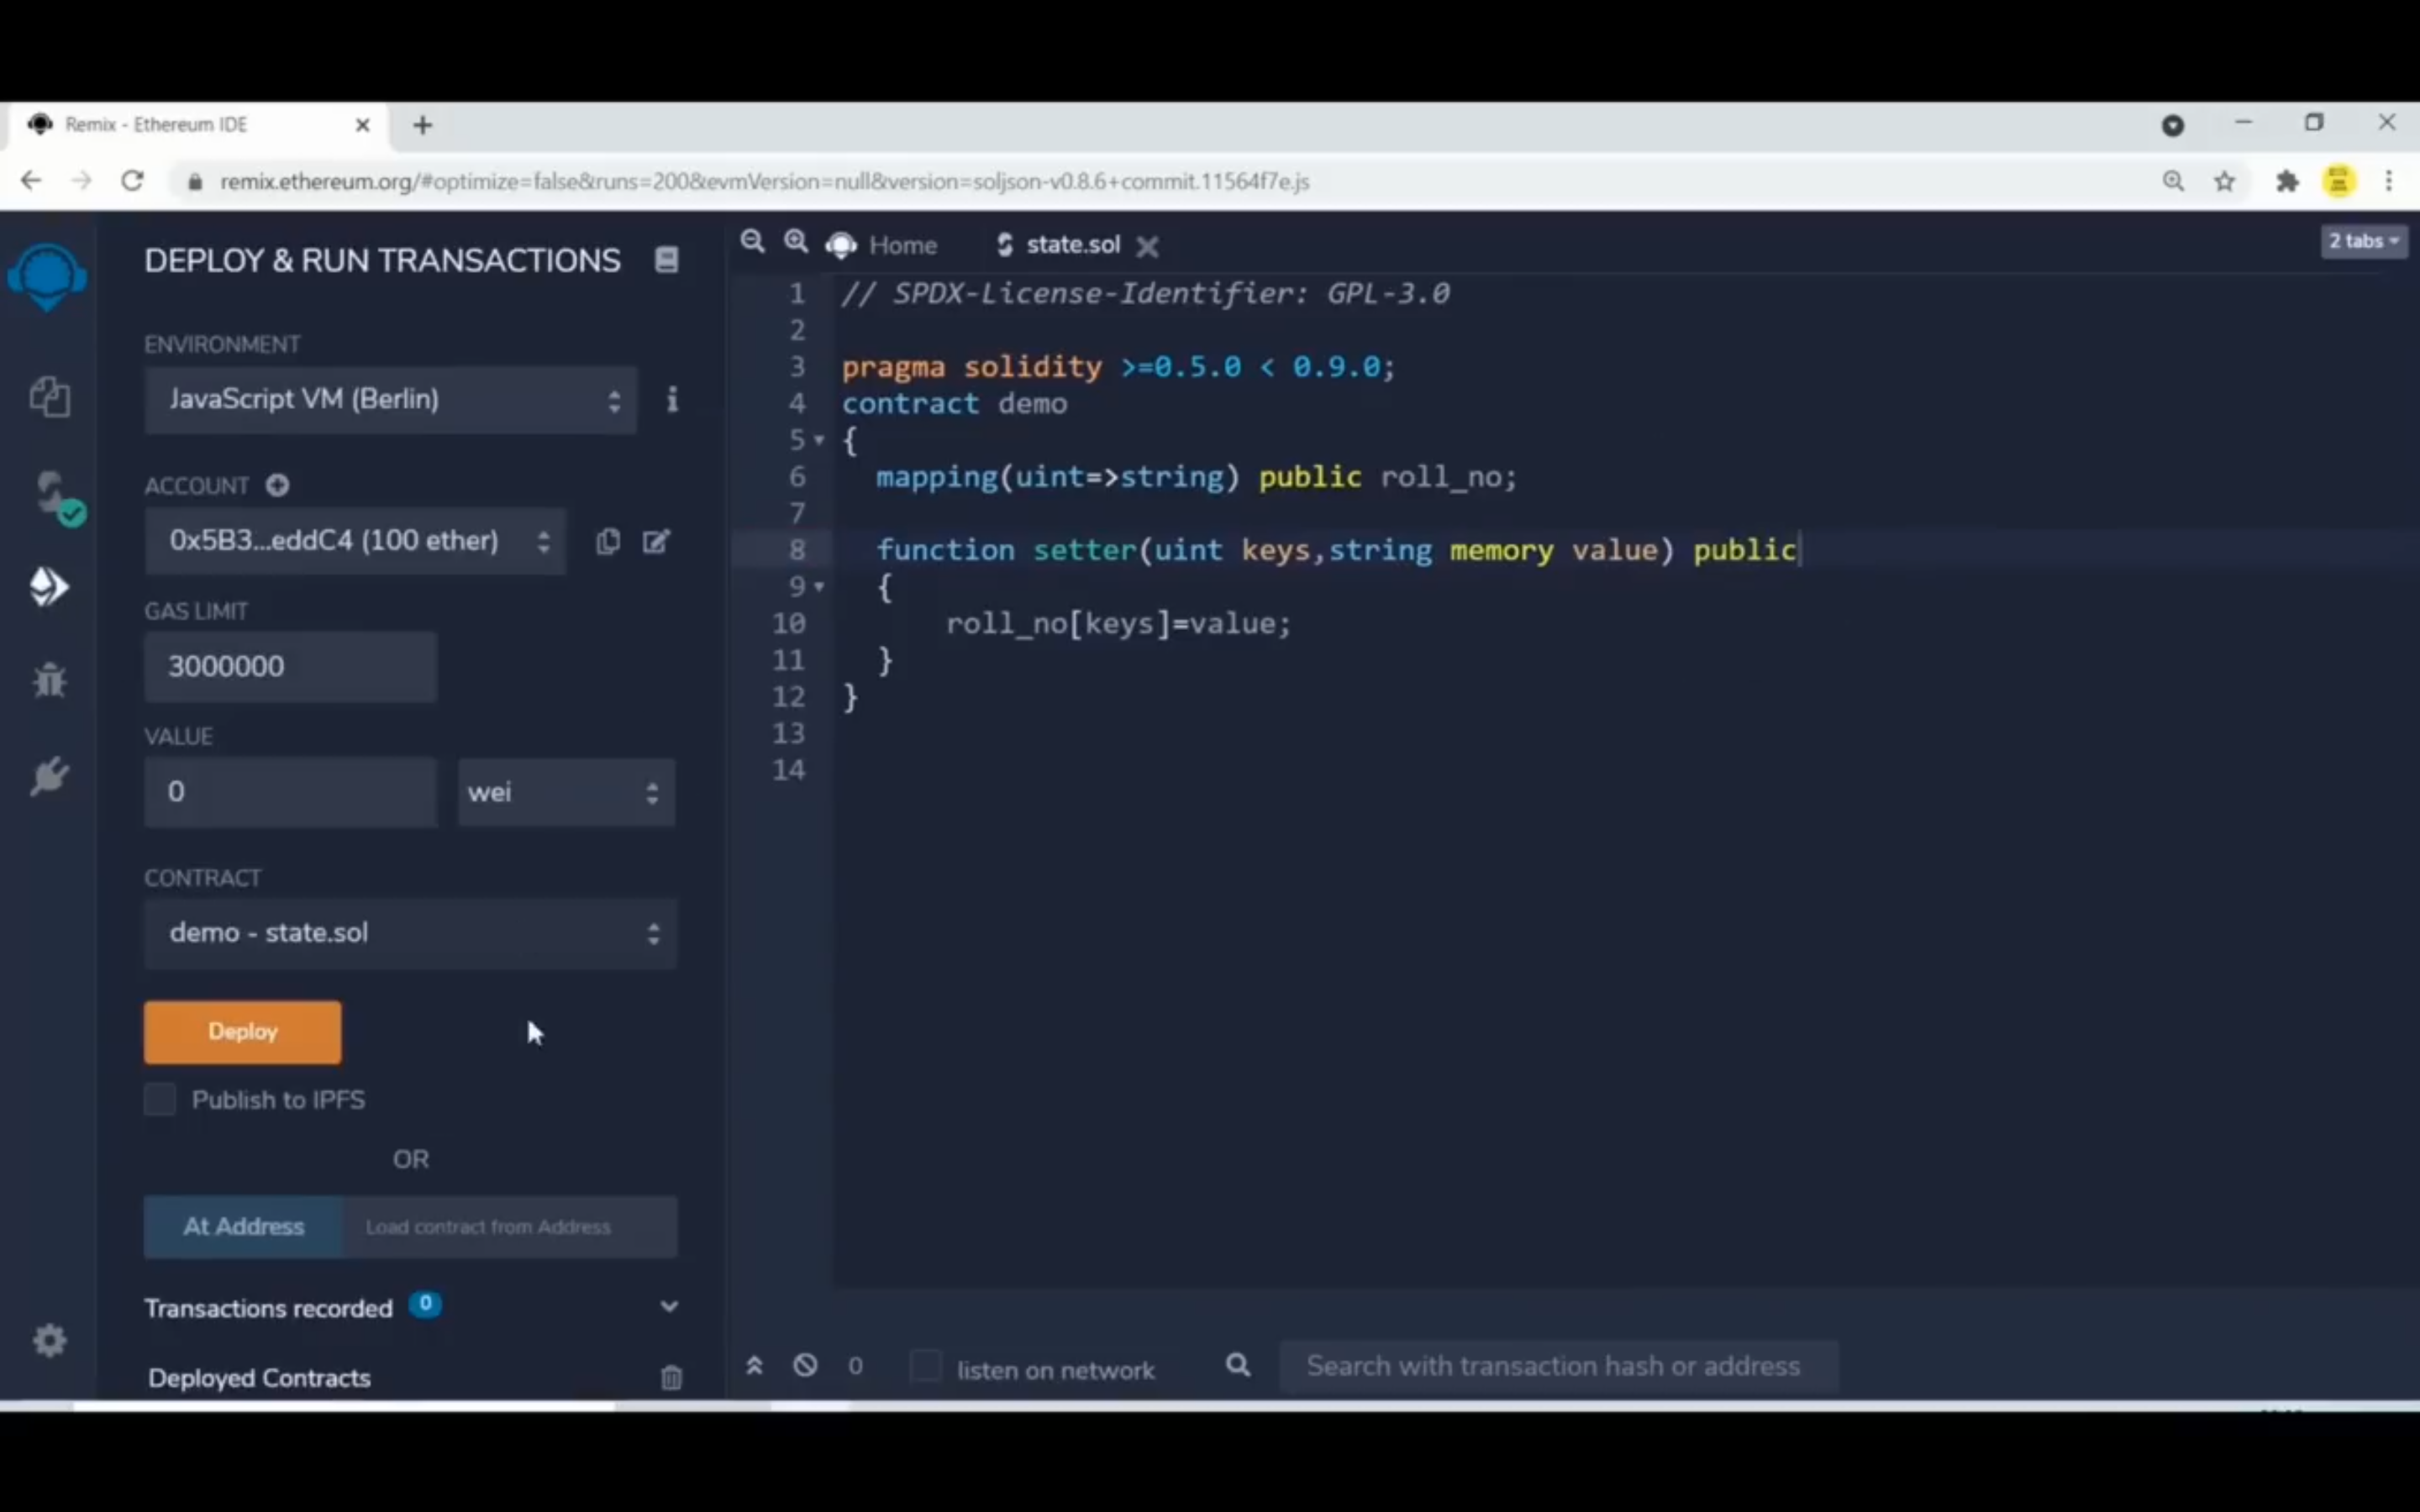 Remix - Ethereum IDE
remix.ethereum.org/#optimize=false&runs=200&evmVersion=null&version=soljson-v0.8.6+commit.11564f7e.js
DEPLOY & RUN TRANSACTIONS
ENVIRONMENT
JavaScript VM (Berlin)
ACCOUNT
0x5B3...eddC4 (100 ether)
GAS LIMIT
3000000
VALUE
0
wei
CONTRACT
demo - state.sol
Deploy
Publish to IPFS
OR
At Address
Load contract from Address
Transactions recorded 0
Deployed Contracts
Home
state.sol
2 tabs
1 // SPDX-License-Identifier: GPL-3.0
2
3 pragma solidity >=0.5.0 < 0.9.0;
4 contract demo
5 {
6 mapping(uint=>string) public roll_no;
7
8 function setter(uint keys,string memory value) public
9 {
10 roll_no[keys]=value;
11 }
12 }
13
14
0
listen on network
Search with transaction hash or address